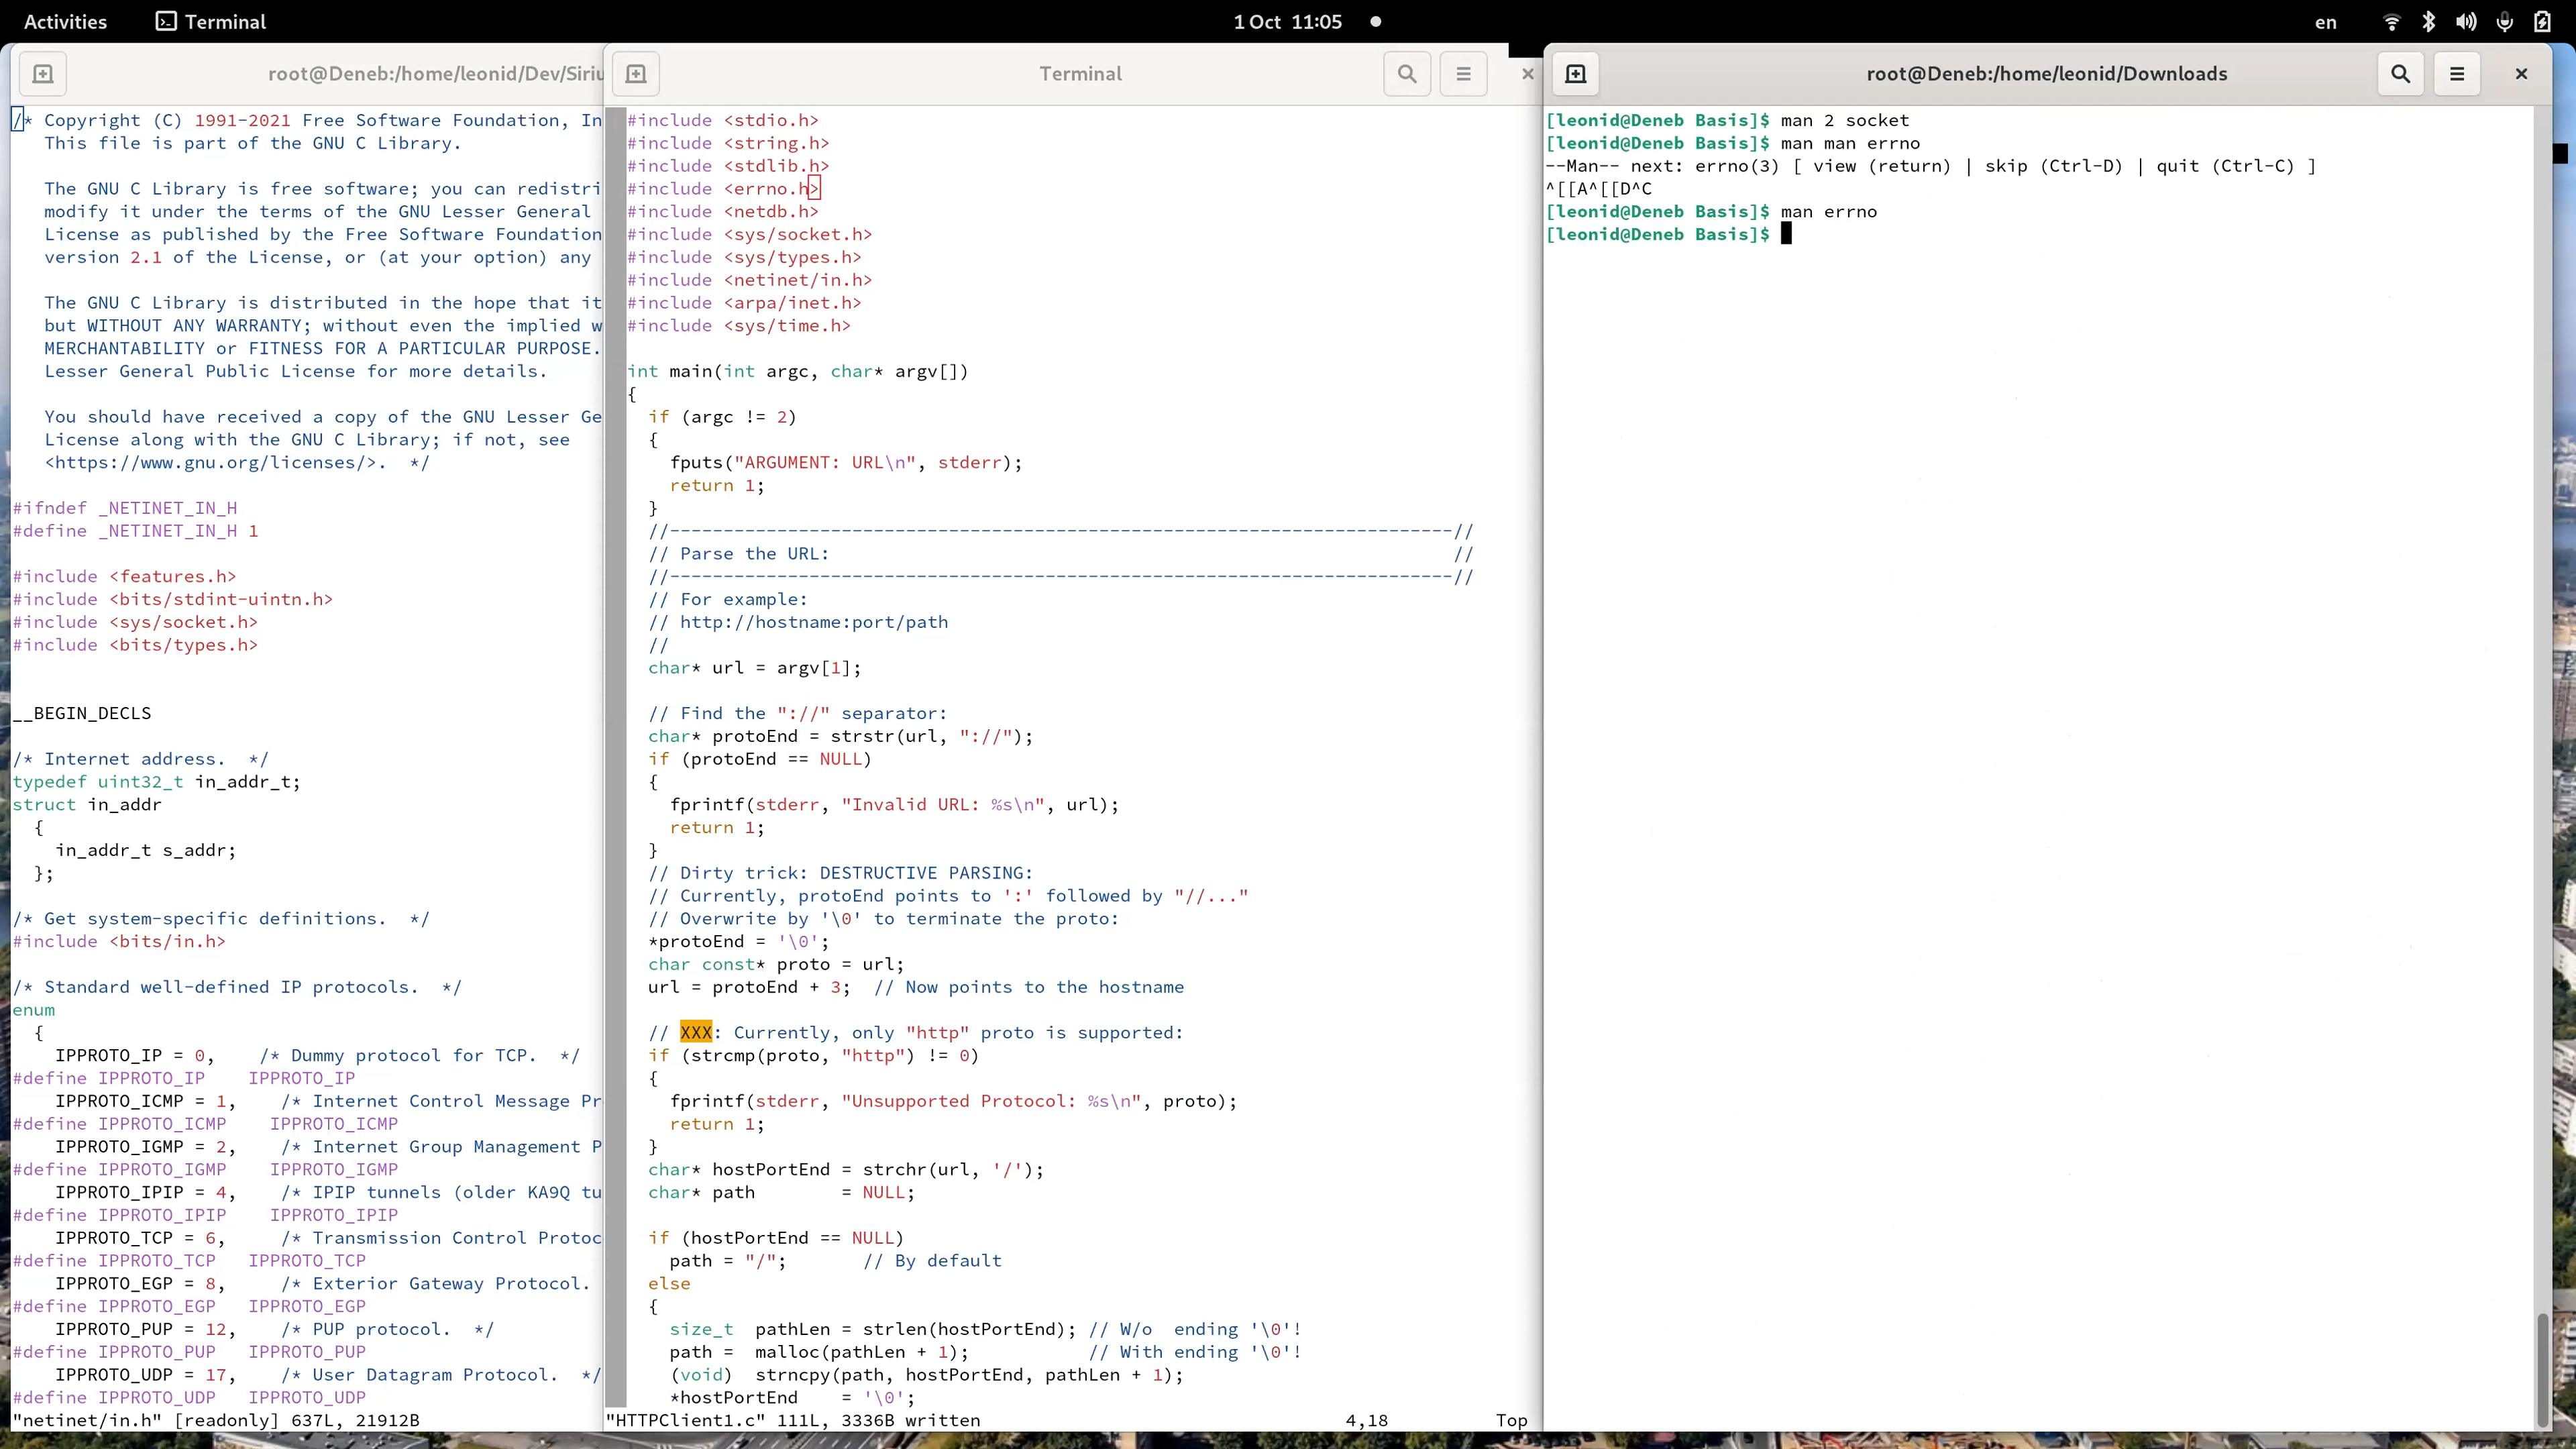 Activities Terminal 1 Oct 11:05 en
root@Deneb:/home/leonid/Dev/Siriu
/* Copyright (C) 1991-2021 Free Software Foundation, In
   This file is part of the GNU C Library.

   The GNU C Library is free software; you can redistri
   modify it under the terms of the GNU Lesser General
   License as published by the Free Software Foundation
   version 2.1 of the License, or (at your option) any

   The GNU C Library is distributed in the hope that it
   but WITHOUT ANY WARRANTY; without even the implied w
   MERCHANTABILITY or FITNESS FOR A PARTICULAR PURPOSE.
   Lesser General Public License for more details.

   You should have received a copy of the GNU Lesser Ge
   License along with the GNU C Library; if not, see
   <https://www.gnu.org/licenses/>.  */

#ifndef _NETINET_IN_H
#define _NETINET_IN_H 1

#include <features.h>
#include <bits/stdint-uintn.h>
#include <sys/socket.h>
#include <bits/types.h>

__BEGIN_DECLS

/* Internet address.  */
typedef uint32_t in_addr_t;
struct in_addr
  {
    in_addr_t s_addr;
  };

/* Get system-specific definitions.  */
#include <bits/in.h>

/* Standard well-defined IP protocols.  */
enum
  {
    IPPROTO_IP = 0,    /* Dummy protocol for TCP.  */
#define IPPROTO_IP    IPPROTO_IP
    IPPROTO_ICMP = 1,    /* Internet Control Message Pr
#define IPPROTO_ICMP    IPPROTO_ICMP
    IPPROTO_IGMP = 2,    /* Internet Group Management P
#define IPPROTO_IGMP    IPPROTO_IGMP
    IPPROTO_IPIP = 4,    /* IPIP tunnels (older KA9Q tu
#define IPPROTO_IPIP    IPPROTO_IPIP
    IPPROTO_TCP = 6,     /* Transmission Control Protoc
#define IPPROTO_TCP   IPPROTO_TCP
    IPPROTO_EGP = 8,     /* Exterior Gateway Protocol.
#define IPPROTO_EGP   IPPROTO_EGP
    IPPROTO_PUP = 12,    /* PUP protocol.  */
#define IPPROTO_PUP   IPPROTO_PUP
    IPPROTO_UDP = 17,    /* User Datagram Protocol.  */
#define IPPROTO_UDP   IPPROTO_UDP
"netinet/in.h" [readonly] 637L, 21912B
Terminal
#include <stdio.h>
#include <string.h>
#include <stdlib.h>
#include <errno.h>
#include <netdb.h>
#include <sys/socket.h>
#include <sys/types.h>
#include <netinet/in.h>
#include <arpa/inet.h>
#include <sys/time.h>

int main(int argc, char* argv[])
{
  if (argc != 2)
  {
    fputs("ARGUMENT: URL\n", stderr);
    return 1;
  }
  //-------------------------------------------------------------------------//
  // Parse the URL:                                                          //
  //-------------------------------------------------------------------------//
  // For example:
  // http://hostname:port/path
  //
  char* url = argv[1];

  // Find the "://" separator:
  char* protoEnd = strstr(url, "://");
  if (protoEnd == NULL)
  {
    fprintf(stderr, "Invalid URL: %s\n", url);
    return 1;
  }
  // Dirty trick: DESTRUCTIVE PARSING:
  // Currently, protoEnd points to ':' followed by "//..."
  // Overwrite by '\0' to terminate the proto:
  *protoEnd = '\0';
  char const* proto = url;
  url = protoEnd + 3;  // Now points to the hostname

  // XXX: Currently, only "http" proto is supported:
  if (strcmp(proto, "http") != 0)
  {
    fprintf(stderr, "Unsupported Protocol: %s\n", proto);
    return 1;
  }
  char* hostPortEnd = strchr(url, '/');
  char* path        = NULL;

  if (hostPortEnd == NULL)
    path = "/";       // By default
  else
  {
    size_t  pathLen = strlen(hostPortEnd); // W/o  ending '\0'!
    path =  malloc(pathLen + 1);           // With ending '\0'!
    (void)  strncpy(path, hostPortEnd, pathLen + 1);
    *hostPortEnd    = '\0';
"HTTPClient1.c" 111L, 3336B written 4,18 Top
root@Deneb:/home/leonid/Downloads
[leonid@Deneb Basis]$ man 2 socket
[leonid@Deneb Basis]$ man man errno
--Man-- next: errno(3) [ view (return) | skip (Ctrl-D) | quit (Ctrl-C) ]
^[[A^[[D^C
[leonid@Deneb Basis]$ man errno
[leonid@Deneb Basis]$